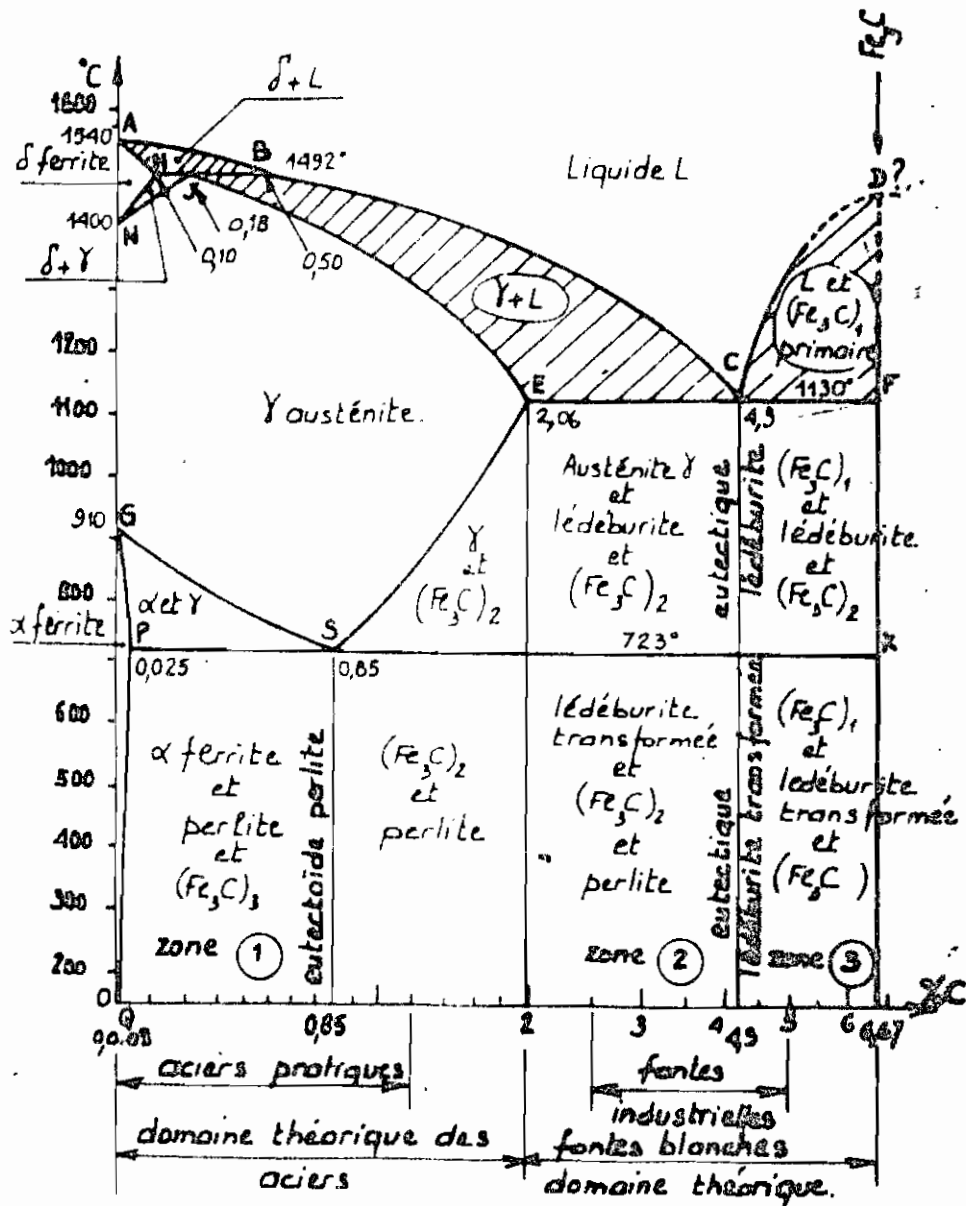 Fe₃C
°C
δ + L
1600
A
1540
H
B
1492°
Liquide L
D?
δ ferrite
J
1400
N
0,18
0,10
0,50
δ + γ
γ + L
L et
(Fe₃C)₁
primaire
1200
C
1130°
F
E
1100
γ austénite.
2,06
4,3
1000
Austénite γ
et
lédéburite
et
(Fe₃C)₂
eutectique
lédéburite
(Fe₃C)₁
et
lédéburite
et
(Fe₃C)₂
910
G
γ
et
(Fe₃C)₂
800
α et γ
α ferrite
P
S
723°
0,025
0,85
600
500
400
300
200
0
α ferrite
et
perlite
et
(Fe₃C)₃
zone 1
eutectoïde perlite
(Fe₃C)₂
et
perlite
lédéburite
transformée
et
(Fe₃C)₂
et
perlite
zone 2
eutectique
lédéburite transformée
(Fe₃C)₁
et
lédéburite
transformée
et
(Fe₃C)
zone 3
%C
0
0,85
2
3
4
4,3
5
6
6,67
aciers pratiques
fontes
industrielles
domaine théorique des
aciers
fontes blanches
domaine théorique.